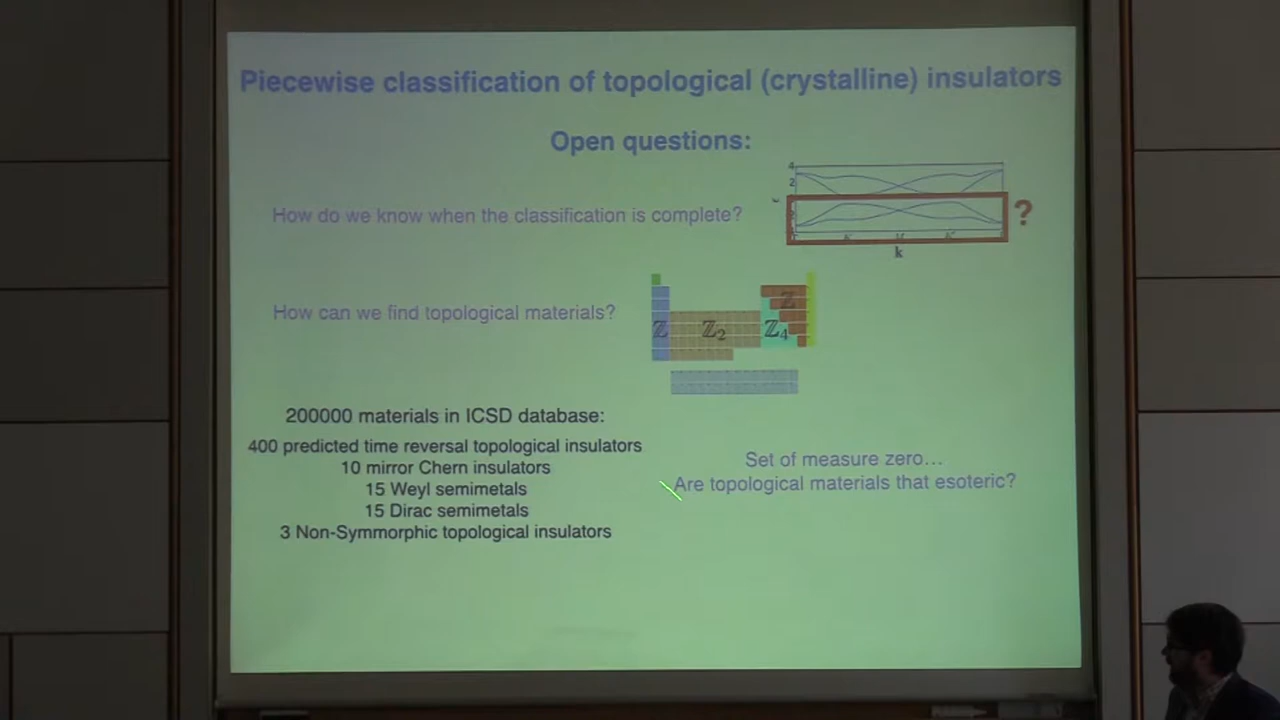 Piecewise classification of topological (crystalline) insulators
Open questions:
How do we know when the classification is complete?
4
2
k
?
How can we find topological materials?
ℤ
ℤ₂
ℤ₄
ℤ
200000 materials in ICSD database:
400 predicted time reversal topological insulators
10 mirror Chern insulators
15 Weyl semimetals
15 Dirac semimetals
3 Non-Symmorphic topological insulators
Set of measure zero…
Are topological materials that esoteric?